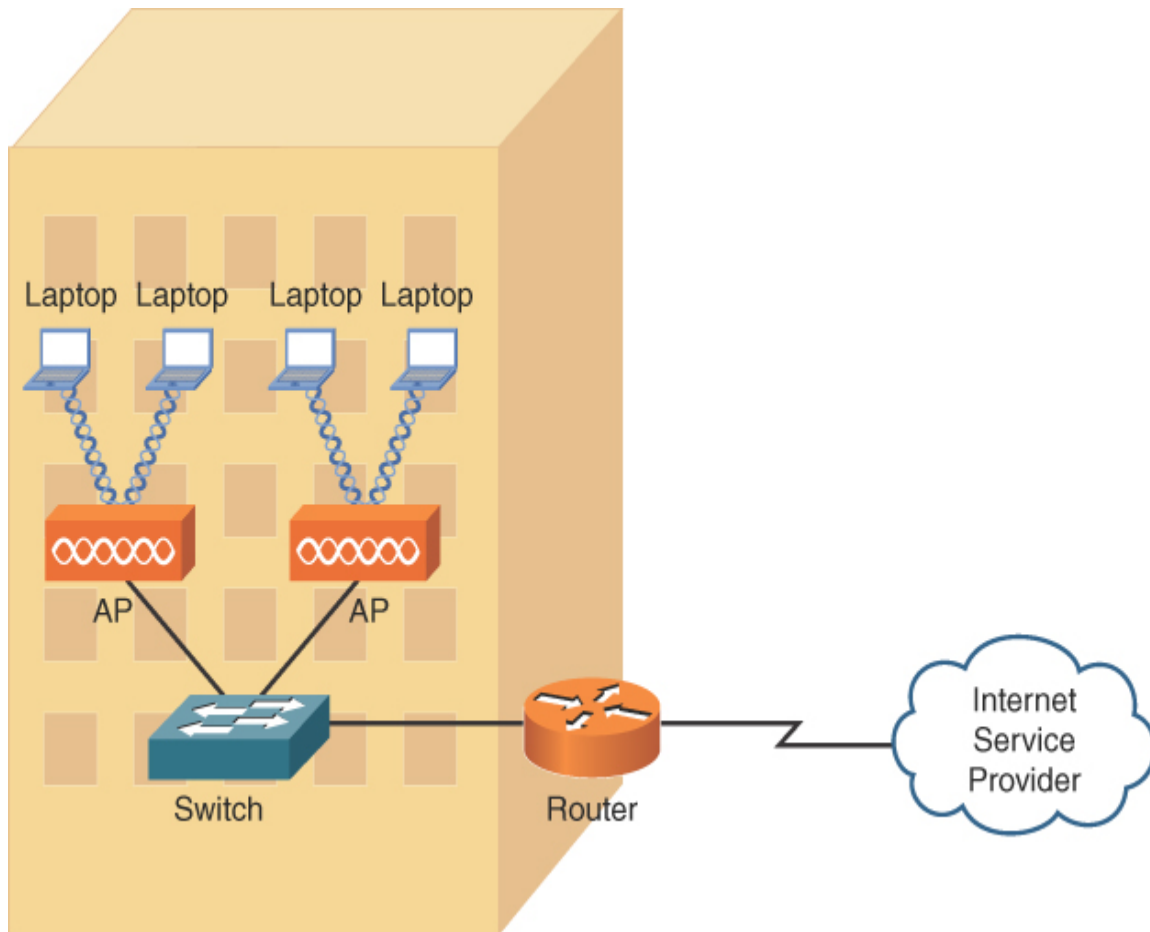 Laptop Laptop Laptop Laptop
AP AP
Switch
Router
Internet
Service
Provider